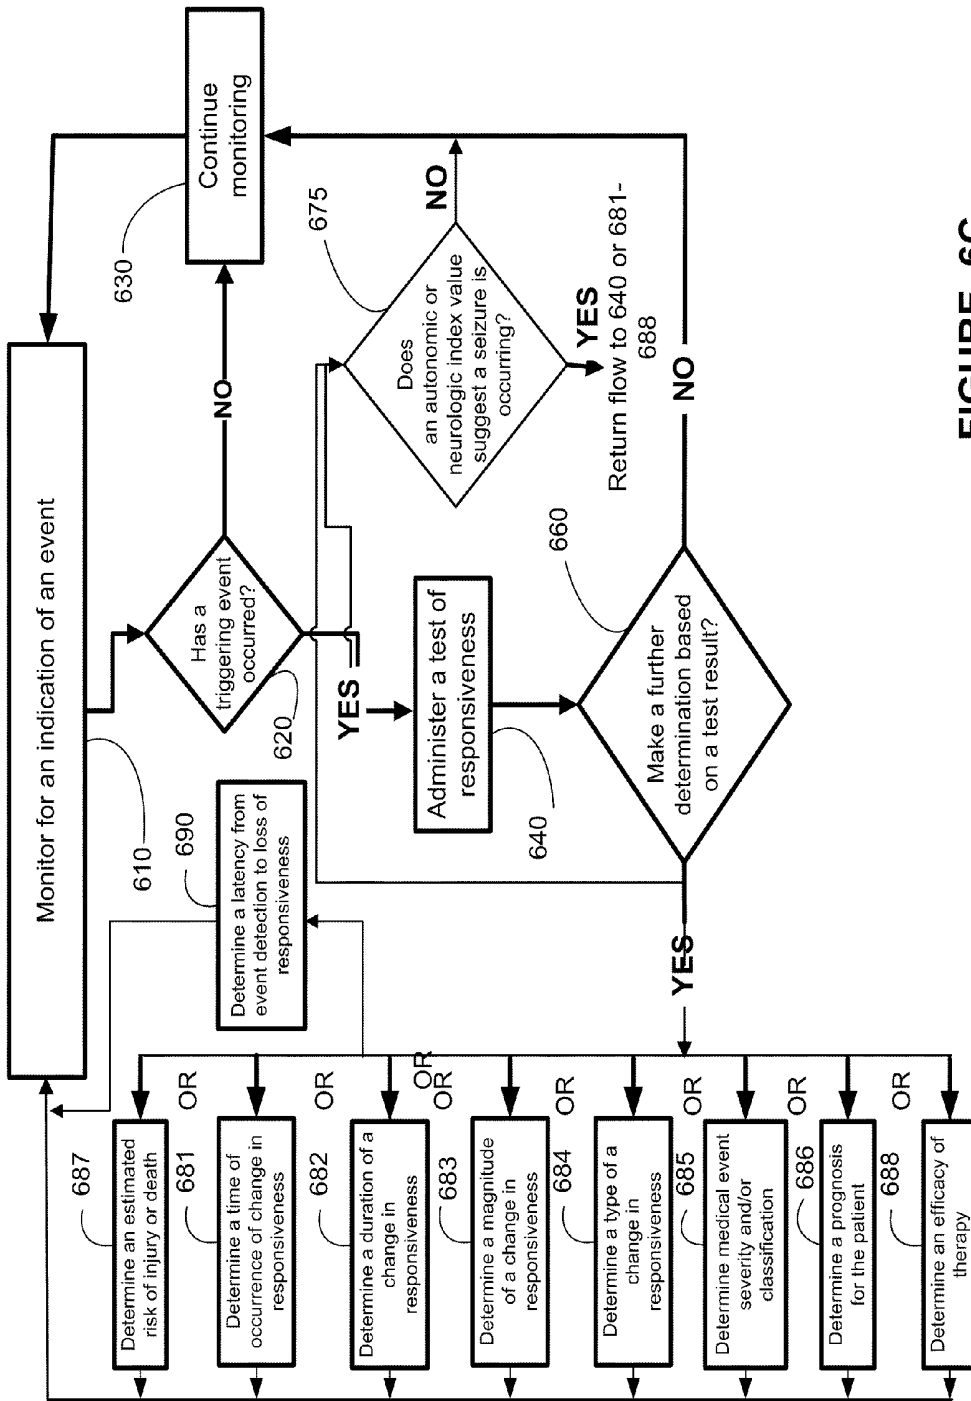 Monitor for an indication of an event
610
Has a
triggering event
occurred?
620
NO
Continue
monitoring
630
YES
Determine a latency from
event detection to loss of
responsiveness
690
Administer a test of
responsiveness
640
Does
an autonomic or
neurologic index value
suggest a seizure is
occurring?
675
NO
YES
Return flow to 640 or 681-
688
Make a further
determination based
on a test result?
660
NO
YES
Determine an estimated
risk of injury or death
687
OR
Determine a time of
occurrence of change in
responsiveness
681
OR
Determine a duration of a
change in
responsiveness
682
OR
OR
Determine a magnitude
of a change in
responsiveness
683
OR
Determine a type of a
change in
responsiveness
684
OR
Determine medical event
severity and/or
classification
685
OR
Determine a prognosis
for the patient
686
OR
Determine an efficacy of
therapy
688
FIGURE 6C